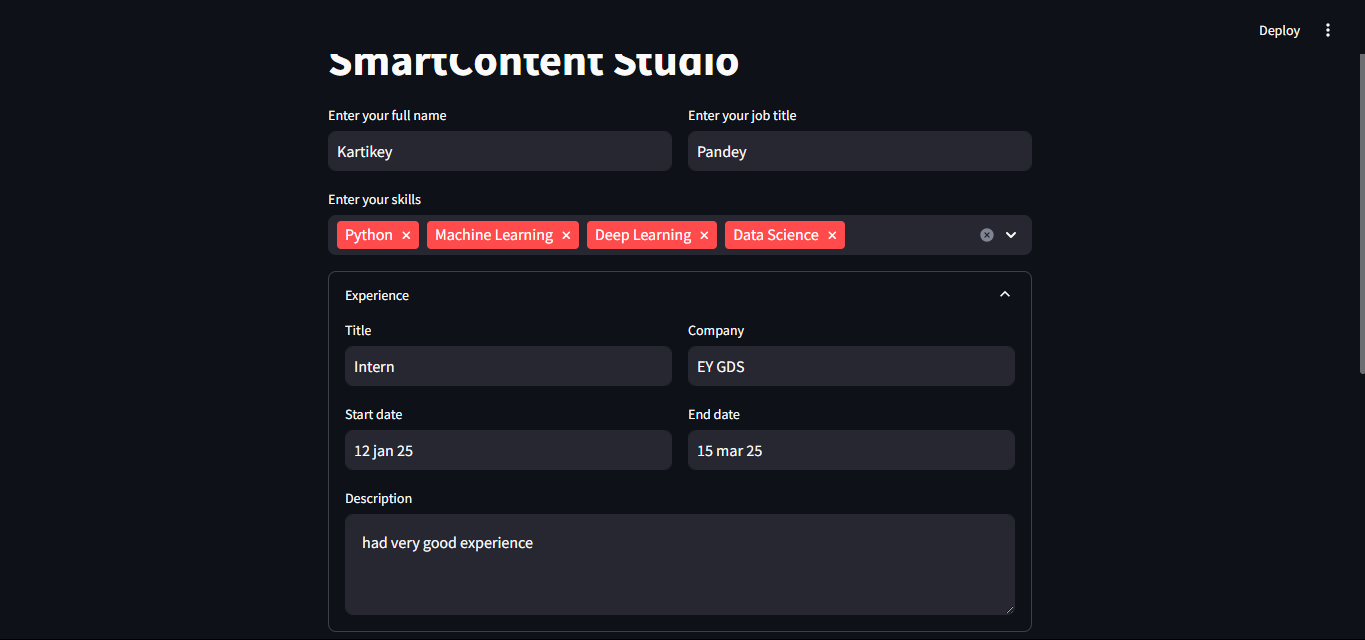 Deploy
SmartContent Studio
Enter your full name
Enter your job title
Kartikey
Pandey
Enter your skills
Python
Machine Learning
Deep Learning
Data Science
Experience
Title
Company
Intern
EY GDS
Start date
End date
12 jan 25
15 mar 25
Description
had very good experience